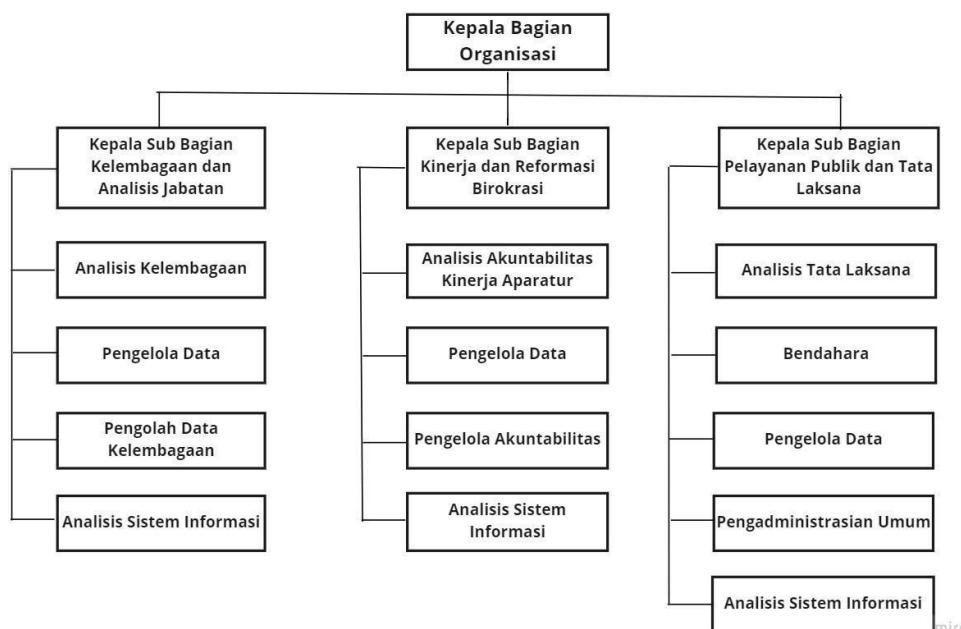 Kepala Bagian
Organisasi
Kepala Sub Bagian
Kelembagaan dan
Analisis Jabatan
Analisis Kelembagaan
Pengelola Data
Pengolah Data
Kelembagaan
Analisis Sistem Informasi
Kepala Sub Bagian
Kinerja dan Reformasi
Birokrasi
Analisis Akuntabilitas
Kinerja Aparatur
Pengelola Data
Pengelola Akuntabilitas
Analisis Sistem
Informasi
Kepala Sub Bagian
Pelayanan Publik dan Tata
Laksana
Analisis Tata Laksana
Bendahara
Pengelola Data
Pengadministrasian Umum
Analisis Sistem Informasi